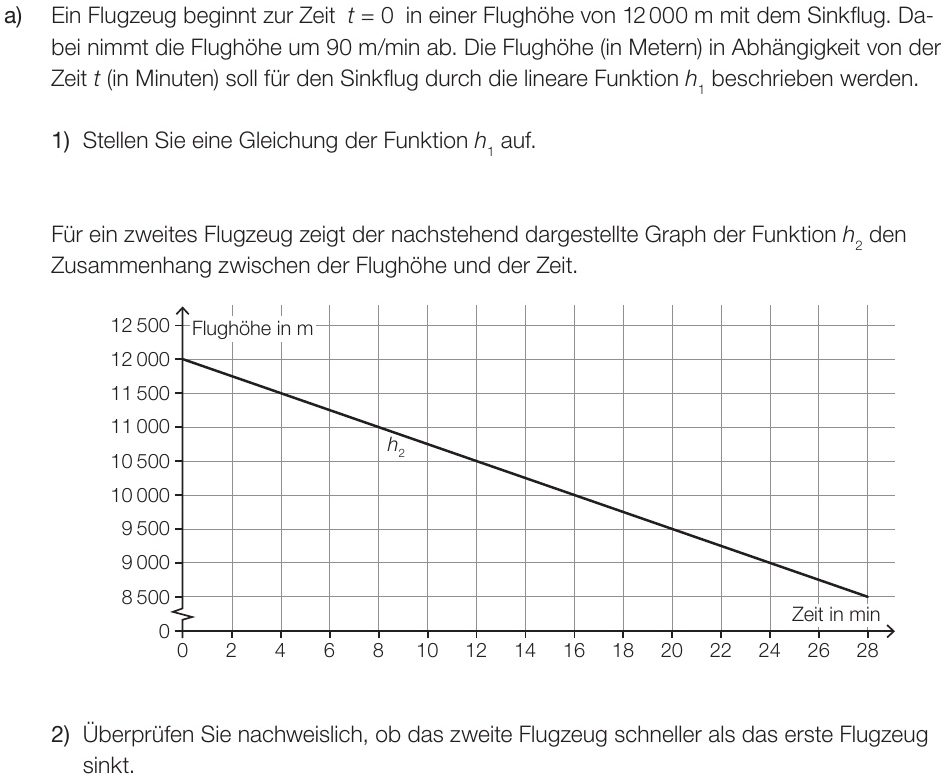 a) Ein Flugzeug beginnt zur Zeit t = 0 in einer Flughöhe von 12 000 m mit dem Sinkflug. Da-
bei nimmt die Flughöhe um 90 m/min ab. Die Flughöhe (in Metern) in Abhängigkeit von der
Zeit t (in Minuten) soll für den Sinkflug durch die lineare Funktion h₁ beschrieben werden.
1) Stellen Sie eine Gleichung der Funktion h₁ auf.
Für ein zweites Flugzeug zeigt der nachstehend dargestellte Graph der Funktion h₂ den
Zusammenhang zwischen der Flughöhe und der Zeit.
12 500 Flughöhe in m
12 000
11 500
11 000
h₂
10 500
10 000
9 500
9 000
8 500
Zeit in min
0
0 2 4 6 8 10 12 14 16 18 20 22 24 26 28
2) Überprüfen Sie nachweislich, ob das zweite Flugzeug schneller als das erste Flugzeug
sinkt.